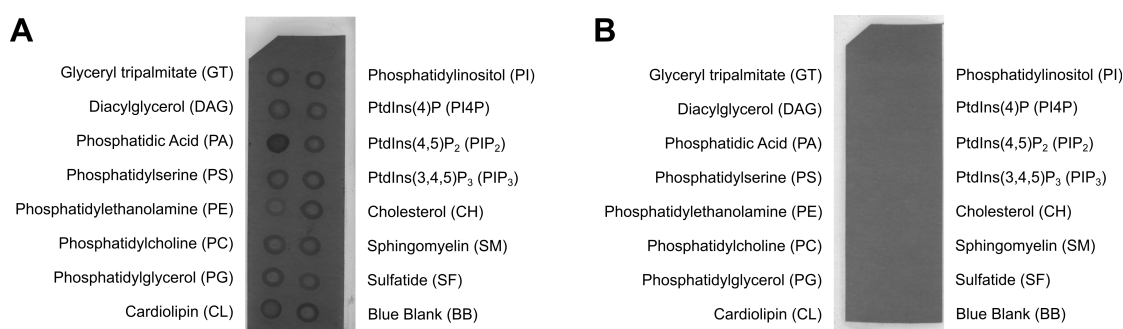 A
Glyceryl tripalmitate (GT)
Diacylglycerol (DAG)
Phosphatidic Acid (PA)
Phosphatidylserine (PS)
Phosphatidylethanolamine (PE)
Phosphatidylcholine (PC)
Phosphatidylglycerol (PG)
Cardiolipin (CL)
Phosphatidylinositol (PI)
PtdIns(4)P (PI4P)
PtdIns(4,5)P₂ (PIP₂)
PtdIns(3,4,5)P₃ (PIP₃)
Cholesterol (CH)
Sphingomyelin (SM)
Sulfatide (SF)
Blue Blank (BB)
B
Glyceryl tripalmitate (GT)
Diacylglycerol (DAG)
Phosphatidic Acid (PA)
Phosphatidylserine (PS)
Phosphatidylethanolamine (PE)
Phosphatidylcholine (PC)
Phosphatidylglycerol (PG)
Cardiolipin (CL)
Phosphatidylinositol (PI)
PtdIns(4)P (PI4P)
PtdIns(4,5)P₂ (PIP₂)
PtdIns(3,4,5)P₃ (PIP₃)
Cholesterol (CH)
Sphingomyelin (SM)
Sulfatide (SF)
Blue Blank (BB)